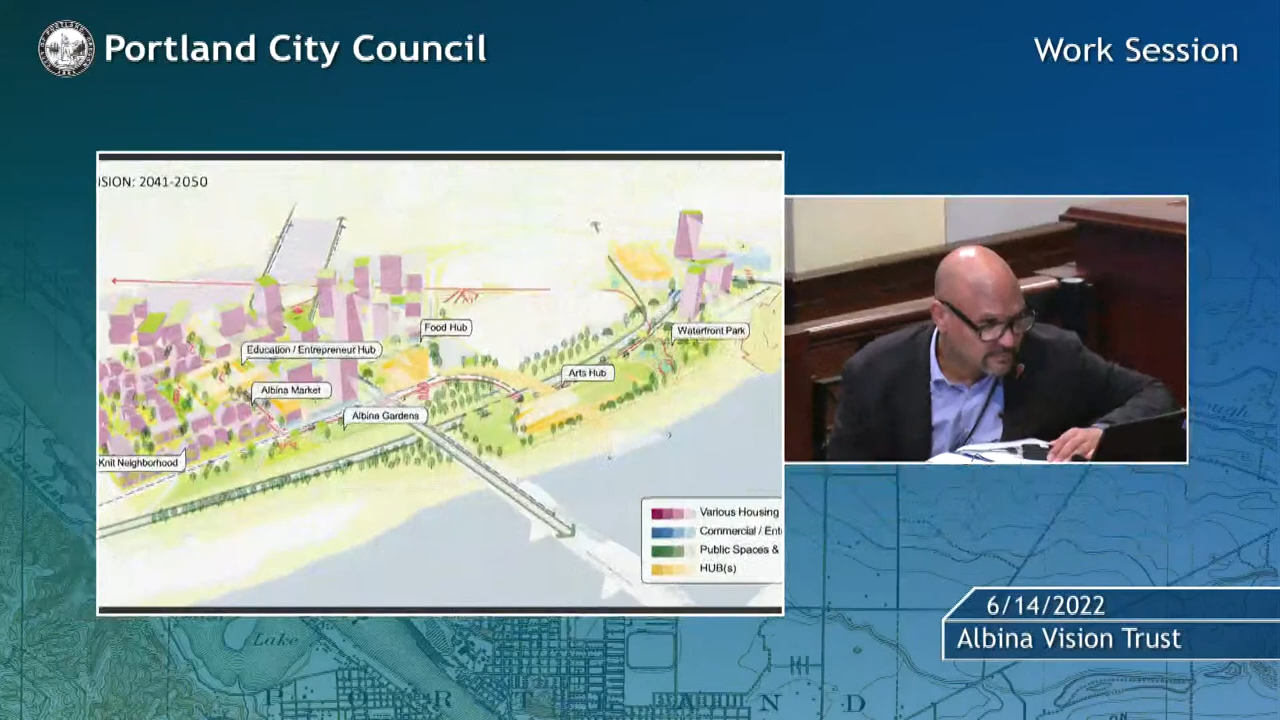 Portland City Council
Work Session
ISION: 2041-2050
Food Hub
Waterfront Park
Education / Entrepreneur Hub
Arts Hub
Albina Market
Albina Gardens
Knit Neighborhood
Various Housing
Commercial / Ent
Public Spaces &
HUB(s)
6/14/2022
Albina Vision Trust
Lake
P O R T L A N D